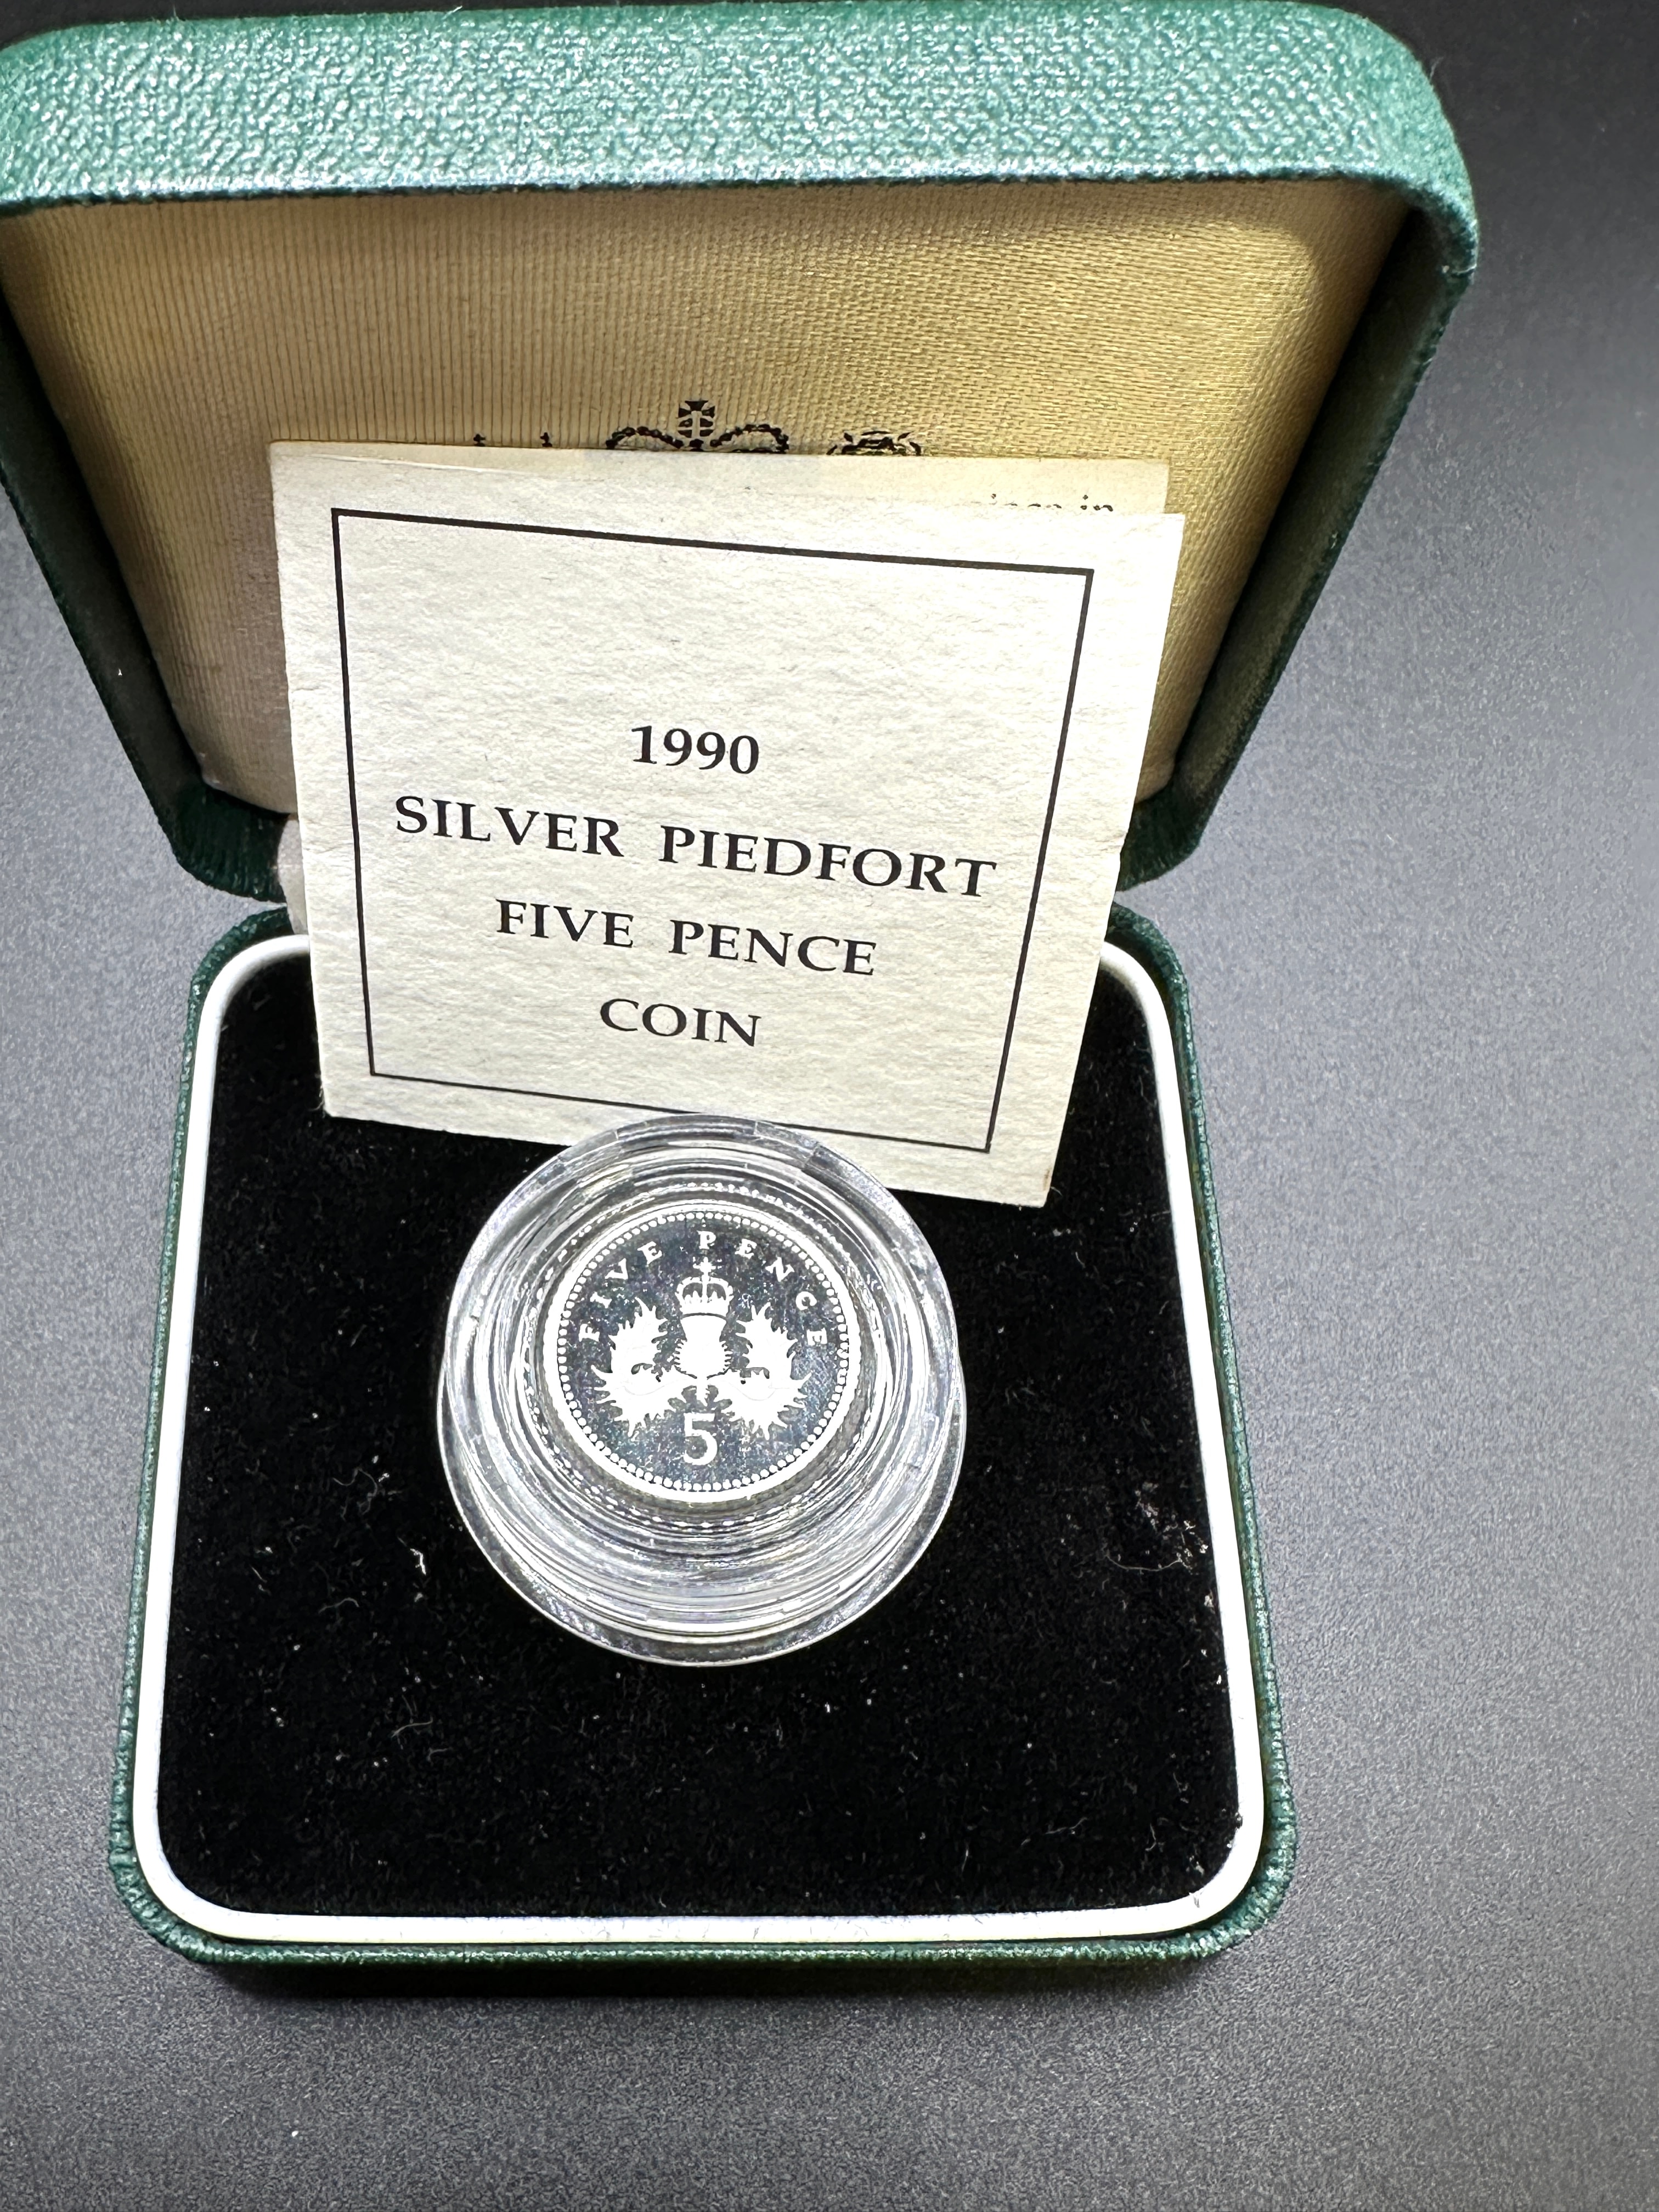 1990
SILVER PIEDFORT
FIVE PENCE
COIN
FIVE PENCE
5